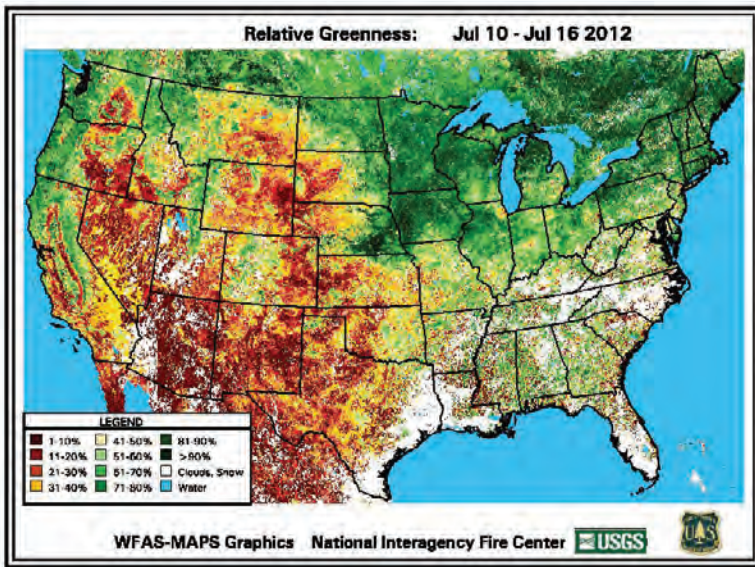 Relative Greenness: Jul 10 - Jul 16 2012
LEGEND
1-10% 41-50% 81-90%
11-20% 51-60% >90%
21-30% 61-70% Clouds, Snow
31-40% 71-80% Water
WFAS-MAPS Graphics National Interagency Fire Center USGS